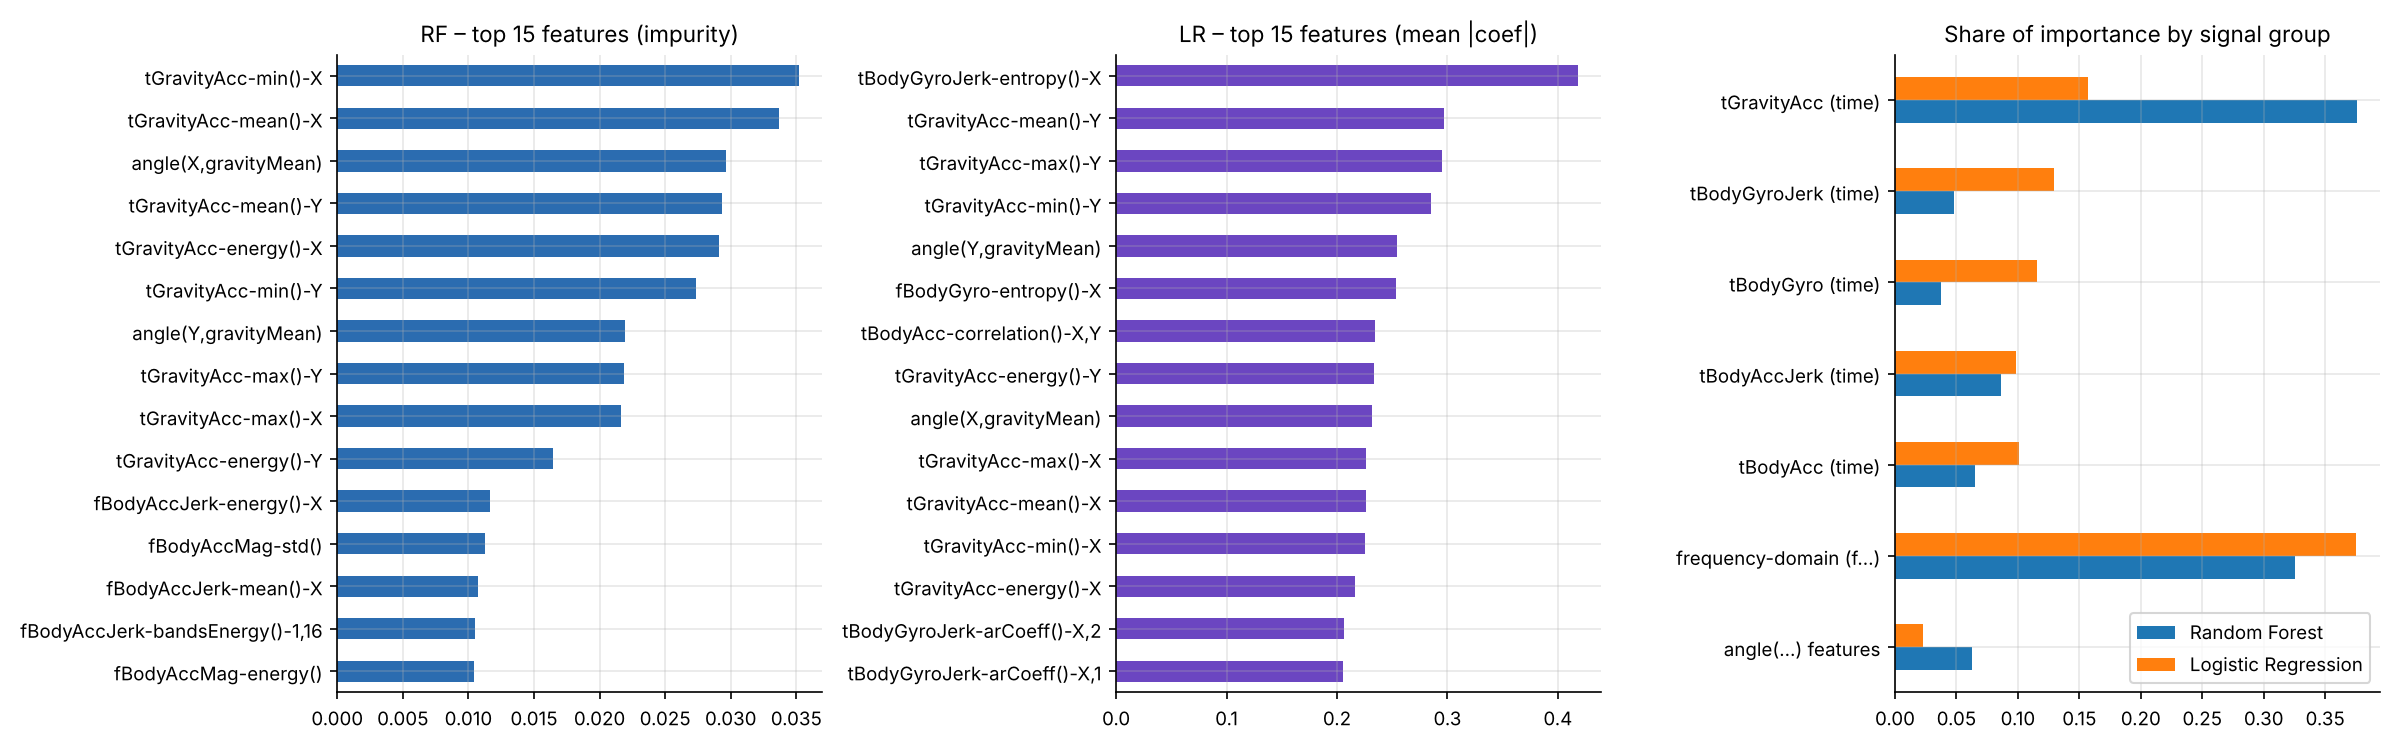 RF – top 15 features (impurity)
tGravityAcc-min()-X
tGravityAcc-mean()-X
angle(X,gravityMean)
tGravityAcc-mean()-Y
tGravityAcc-energy()-X
tGravityAcc-min()-Y
angle(Y,gravityMean)
tGravityAcc-max()-Y
tGravityAcc-max()-X
tGravityAcc-energy()-Y
fBodyAccJerk-energy()-X
fBodyAccMag-std()
fBodyAccJerk-mean()-X
fBodyAccJerk-bandsEnergy()-1,16
fBodyAccMag-energy()
0.000 0.005 0.010 0.015 0.020 0.025 0.030 0.035
LR – top 15 features (mean |coef|)
tBodyGyroJerk-entropy()-X
tGravityAcc-mean()-Y
tGravityAcc-max()-Y
tGravityAcc-min()-Y
angle(Y,gravityMean)
fBodyGyro-entropy()-X
tBodyAcc-correlation()-X,Y
tGravityAcc-energy()-Y
angle(X,gravityMean)
tGravityAcc-max()-X
tGravityAcc-mean()-X
tGravityAcc-min()-X
tGravityAcc-energy()-X
tBodyGyroJerk-arCoeff()-X,2
tBodyGyroJerk-arCoeff()-X,1
0.0 0.1 0.2 0.3 0.4
Share of importance by signal group
tGravityAcc (time)
tBodyGyroJerk (time)
tBodyGyro (time)
tBodyAccJerk (time)
tBodyAcc (time)
frequency-domain (f...)
angle(...) features
Random Forest
Logistic Regression
0.00 0.05 0.10 0.15 0.20 0.25 0.30 0.35